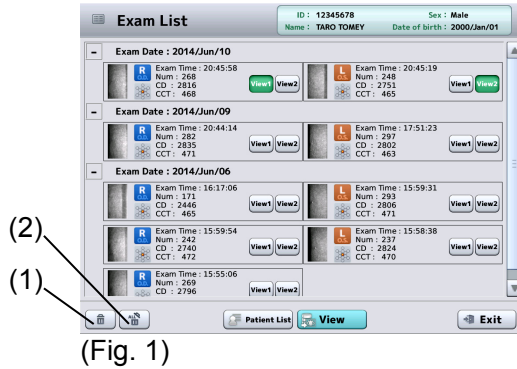 Exam List
ID : 12345678 Sex : Male
Name : TARO TOMEY Date of birth : 2000/Jan/01
- Exam Date : 2014/Jun/10
R O.D. Exam Time : 20:45:58
Num : 268
CD : 2816
CCT : 468
View1 View2
L O.S. Exam Time : 20:45:19
Num : 248
CD : 2751
CCT : 465
View1 View2
- Exam Date : 2014/Jun/09
R O.D. Exam Time : 20:44:14
Num : 282
CD : 2835
CCT : 471
View1 View2
L O.S. Exam Time : 17:51:23
Num : 297
CD : 2802
CCT : 463
View1 View2
- Exam Date : 2014/Jun/06
R O.D. Exam Time : 16:17:06
Num : 171
CD : 2446
CCT : 465
View1 View2
L O.S. Exam Time : 15:59:31
Num : 293
CD : 2806
CCT : 471
View1 View2
R O.D. Exam Time : 15:59:54
Num : 242
CD : 2740
CCT : 472
View1 View2
L O.S. Exam Time : 15:58:38
Num : 237
CD : 2824
CCT : 470
View1 View2
R O.D. Exam Time : 15:55:06
Num : 269
CD : 2796
View1 View2
(2)
(1)
ALL
Patient List View Exit
(Fig. 1)